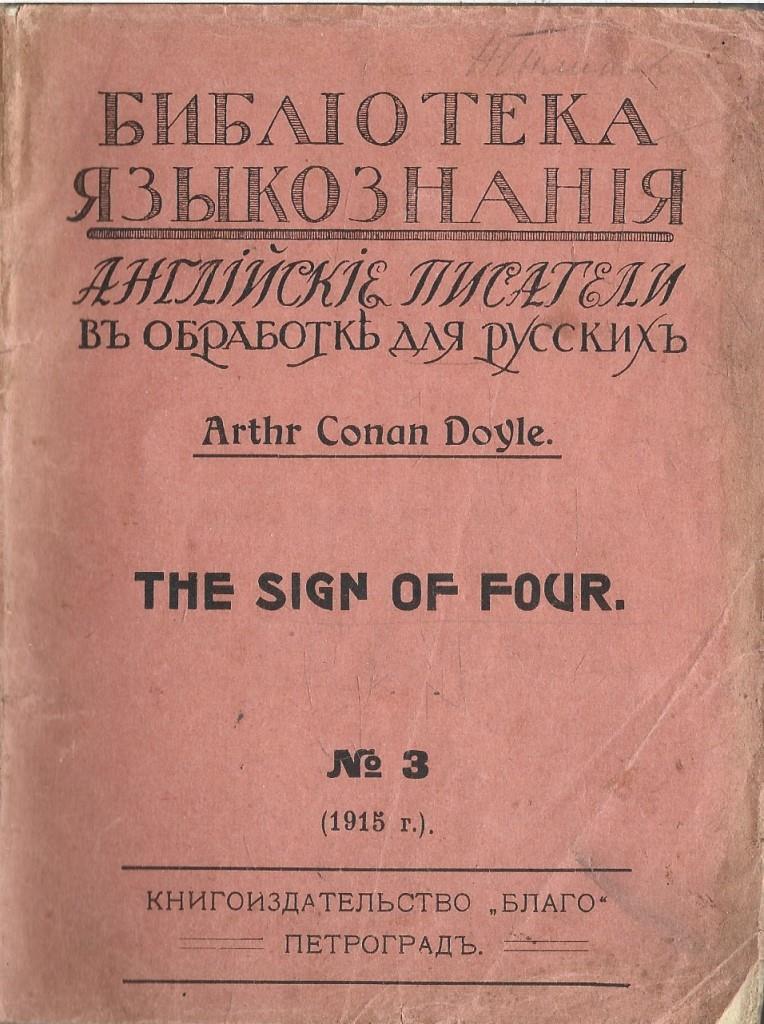 БИБЛІОТЕКА
ЯЗЫКОЗНАНІЯ
АНГЛІЙСКІЕ ПИСАТЕЛИ
ВЪ ОБРАБОТКѢ ДЛЯ РУССКИХЪ
Arthr Conan Doyle.
THE SIGN OF FOUR.
№ 3
(1915 г.).
КНИГОИЗДАТЕЛЬСТВО „БЛАГО“
ПЕТРОГРАДЪ.